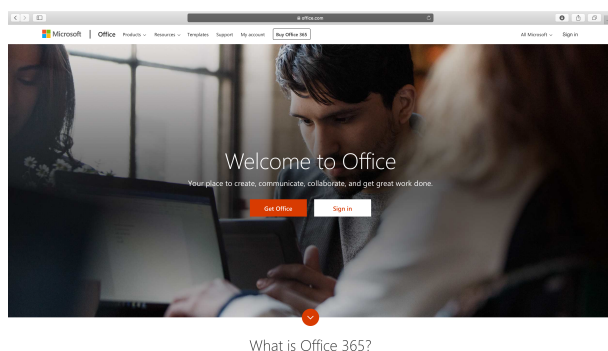 office.com
Microsoft | Office Products Resources Templates Support My account Buy Office 365 All Microsoft Sign in
Welcome to Office
Your place to create, communicate, collaborate, and get great work done.
Get Office Sign in
What is Office 365?